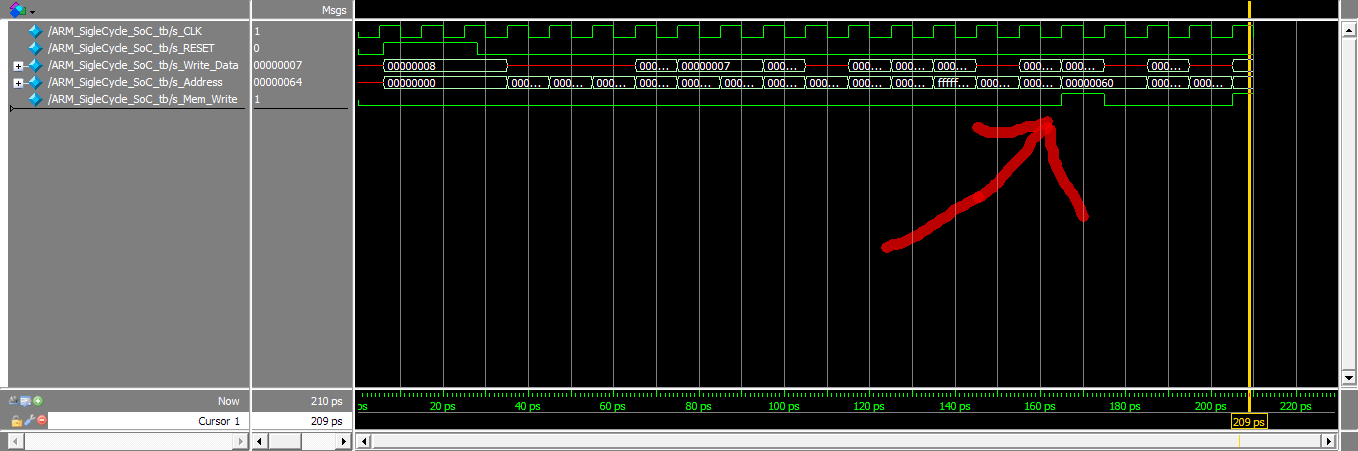 Msgs
/ARM_SigleCycle_SoC_tb/s_CLK 1
/ARM_SigleCycle_SoC_tb/s_RESET 0
/ARM_SigleCycle_SoC_tb/s_Write_Data 00000007 00000008 000... 00000007 000... 000... 000... 000... 000... 000... 000...
/ARM_SigleCycle_SoC_tb/s_Address 00000064 00000000 000... 000... 000... 000... 000... 000... 000... 000... 000... 000... fffff... 000... 000... 00000060 000... 000...
/ARM_SigleCycle_SoC_tb/s_Mem_Write 1
Now 210 ps ps 20 ps 40 ps 60 ps 80 ps 100 ps 120 ps 140 ps 160 ps 180 ps 200 ps 220 ps
Cursor 1 209 ps 209 ps